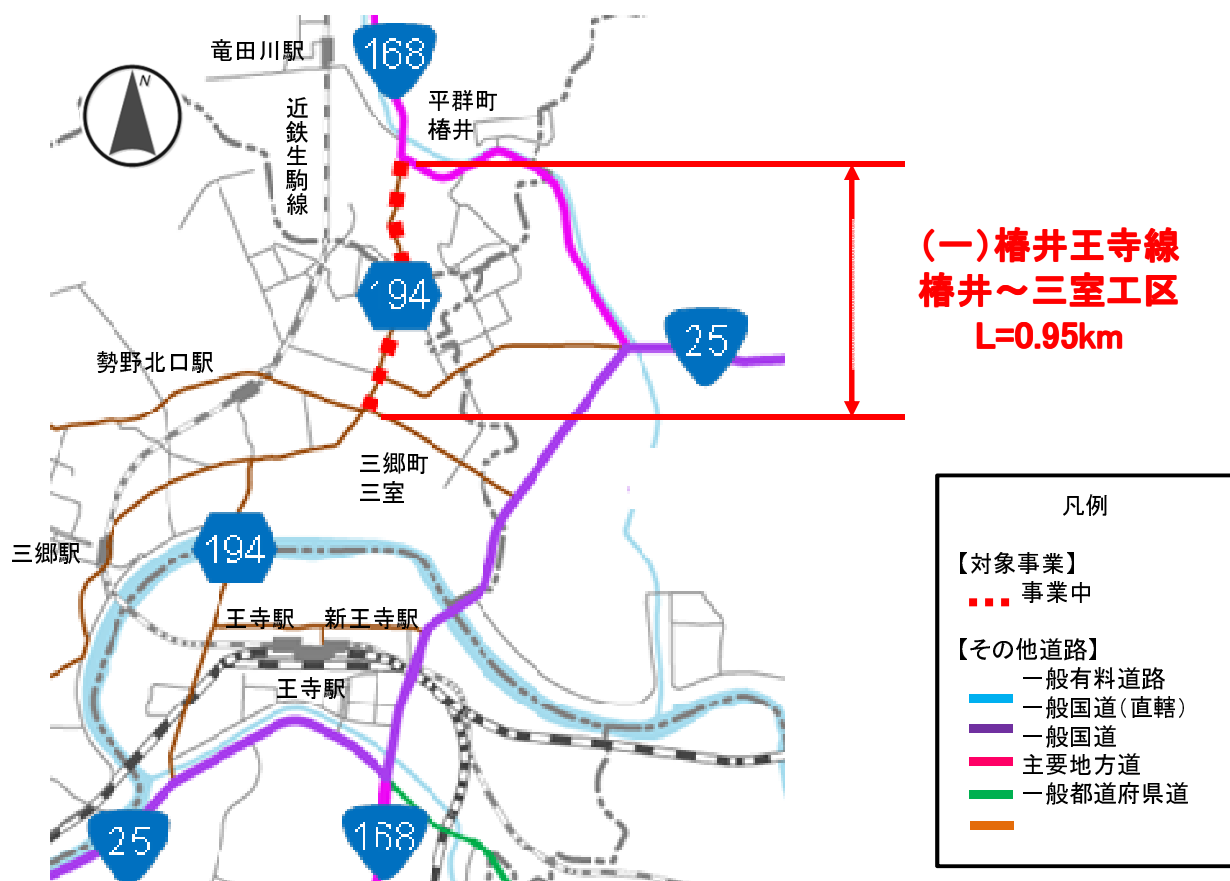 竜田川駅
168
N
平群町
椿井
近鉄生駒線
(一)椿井王寺線
椿井～三室工区
L=0.95km
194
25
勢野北口駅
三郷町
三室
凡例
194
三郷駅
【対象事業】
事業中
王寺駅
新王寺駅
【その他道路】
王寺駅
一般有料道路
一般国道(直轄)
一般国道
主要地方道
一般都道府県道
25
168